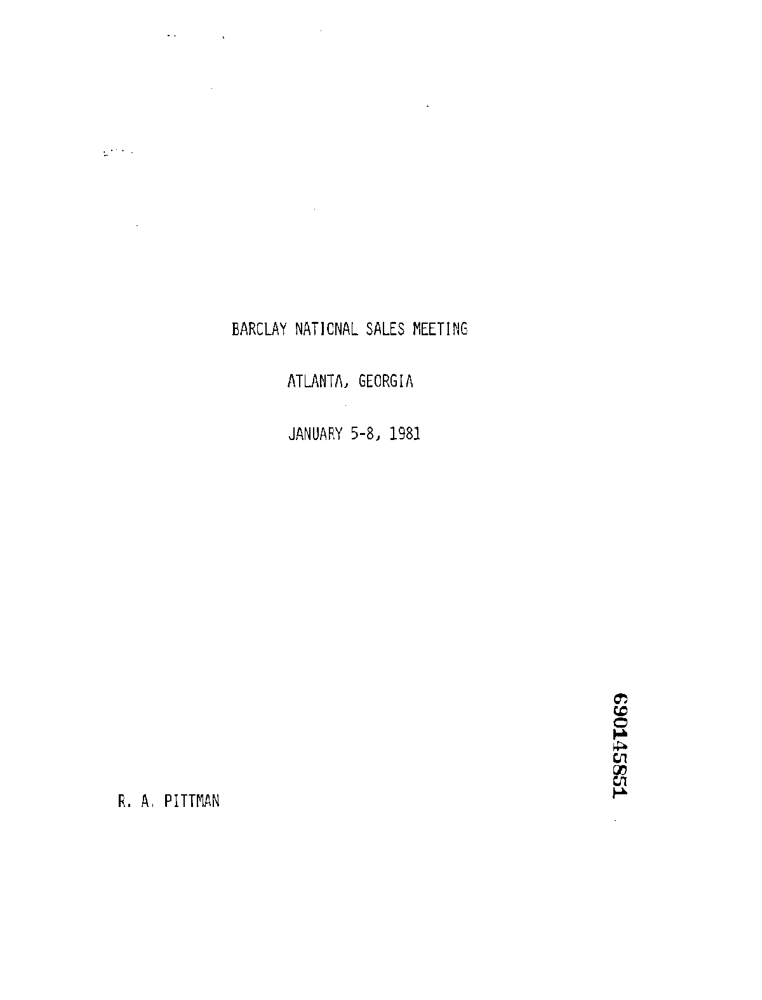 BARCLAY NATIONAL SALES MEETING
ATLANTA, GEORGIA
JANUARY 5-8, 1981
R. A. PITTMAN
690145851